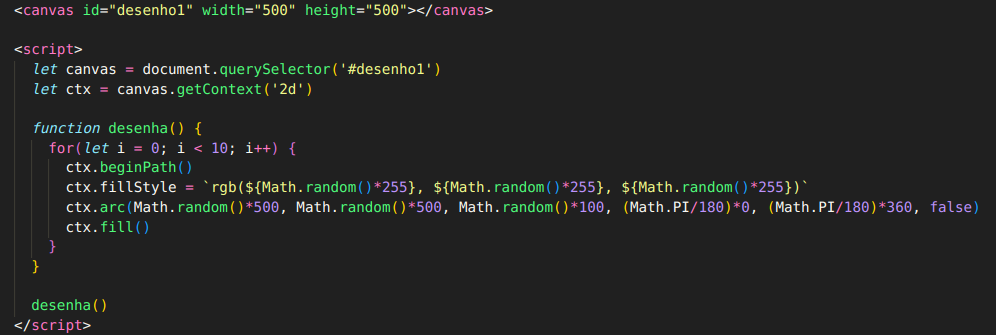 <canvas id="desenho1" width="500" height="500"></canvas>
<script>
let canvas = document.querySelector('#desenho1')
let ctx = canvas.getContext('2d')
function desenha() {
for(let i = 0; i < 10; i++) {
ctx.beginPath()
ctx.fillStyle = `rgb(${Math.random()*255}, ${Math.random()*255}, ${Math.random()*255})`
ctx.arc(Math.random()*500, Math.random()*500, Math.random()*100, (Math.PI/180)*0, (Math.PI/180)*360, false)
ctx.fill()
}
}
desenha()
</script>